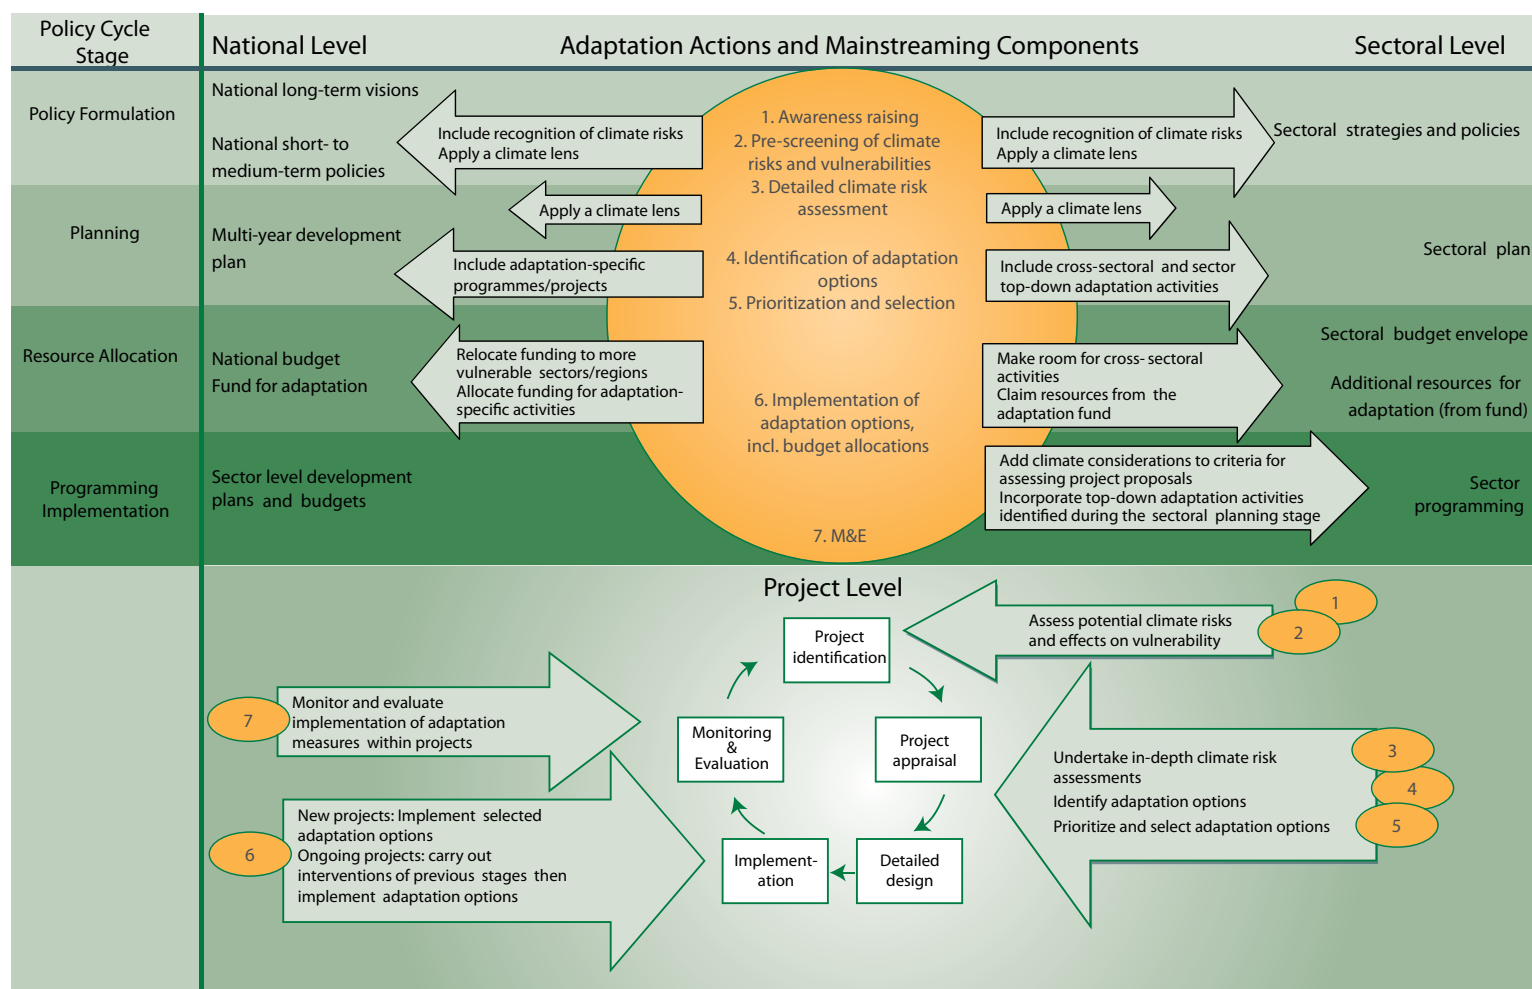 Policy Cycle
Stage
National Level
Adaptation Actions and Mainstreaming Components
Sectoral Level
Policy Formulation
National long-term visions
National short- to
medium-term policies
Include recognition of climate risks
Apply a climate lens
1. Awareness raising
2. Pre-screening of climate
risks and vulnerabilities
3. Detailed climate risk
assessment
Include recognition of climate risks
Apply a climate lens
Sectoral strategies and policies
Planning
Multi-year development
plan
Apply a climate lens
Include adaptation-specific
programmes/projects
4. Identification of adaptation
options
5. Prioritization and selection
Apply a climate lens
Include cross-sectoral and sector
top-down adaptation activities
Sectoral plan
Resource Allocation
National budget
Fund for adaptation
Relocate funding to more
vulnerable sectors/regions
Allocate funding for adaptation-
specific activities
6. Implementation of
adaptation options,
incl. budget allocations
Make room for cross- sectoral
activities
Claim resources from the
adaptation fund
Sectoral budget envelope
Additional resources for
adaptation (from fund)
Programming
Implementation
Sector level development
plans and budgets
7. M&E
Add climate considerations to criteria for
assessing project proposals
Incorporate top-down adaptation activities
identified during the sectoral planning stage
Sector
programming
Project Level
Project
identification
Assess potential climate risks
and effects on vulnerability
1
2
7
Monitor and evaluate
implementation of adaptation
measures within projects
Monitoring
&
Evaluation
Project
appraisal
Undertake in-depth climate risk
assessments
Identify adaptation options
Prioritize and select adaptation options
3
4
5
6
New projects: Implement selected
adaptation options
Ongoing projects: carry out
interventions of previous stages then
implement adaptation options
Implement-
ation
Detailed
design